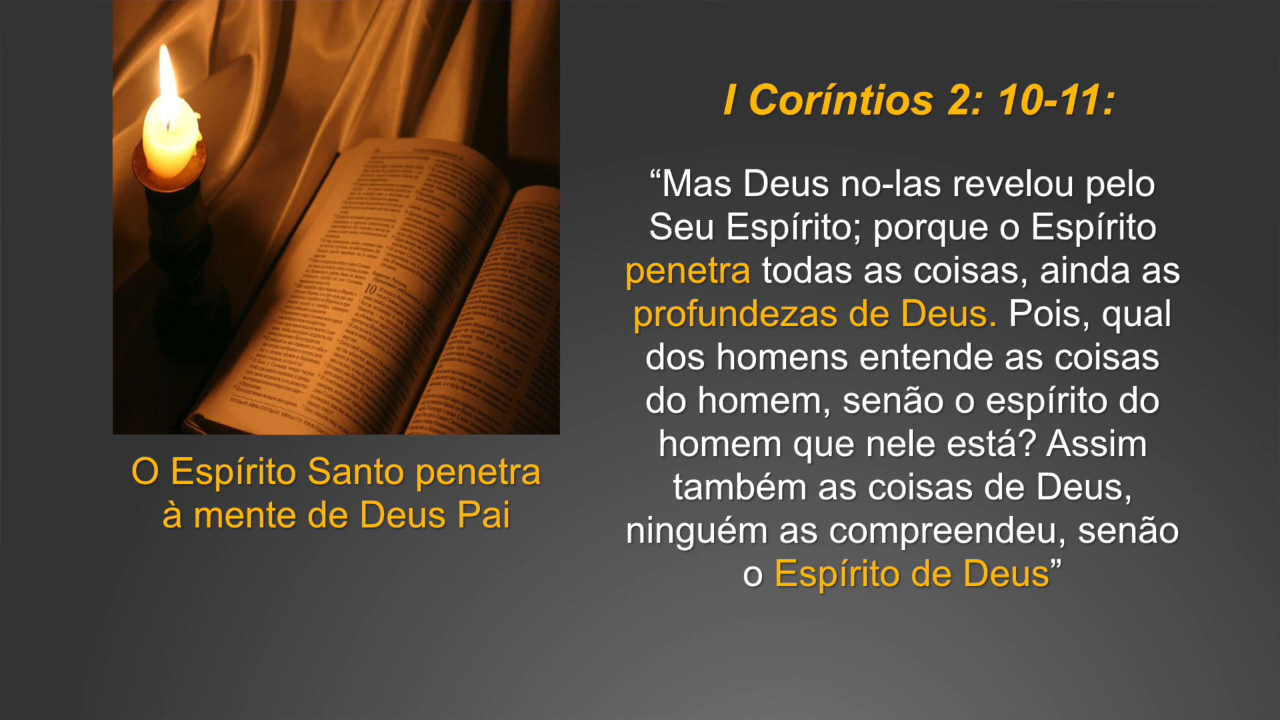 I Coríntios 2: 10-11:
“Mas Deus no-las revelou pelo
Seu Espírito; porque o Espírito
penetra todas as coisas, ainda as
profundezas de Deus. Pois, qual
dos homens entende as coisas
do homem, senão o espírito do
homem que nele está? Assim
também as coisas de Deus,
ninguém as compreendeu, senão
o Espírito de Deus”
O Espírito Santo penetra
à mente de Deus Pai
10